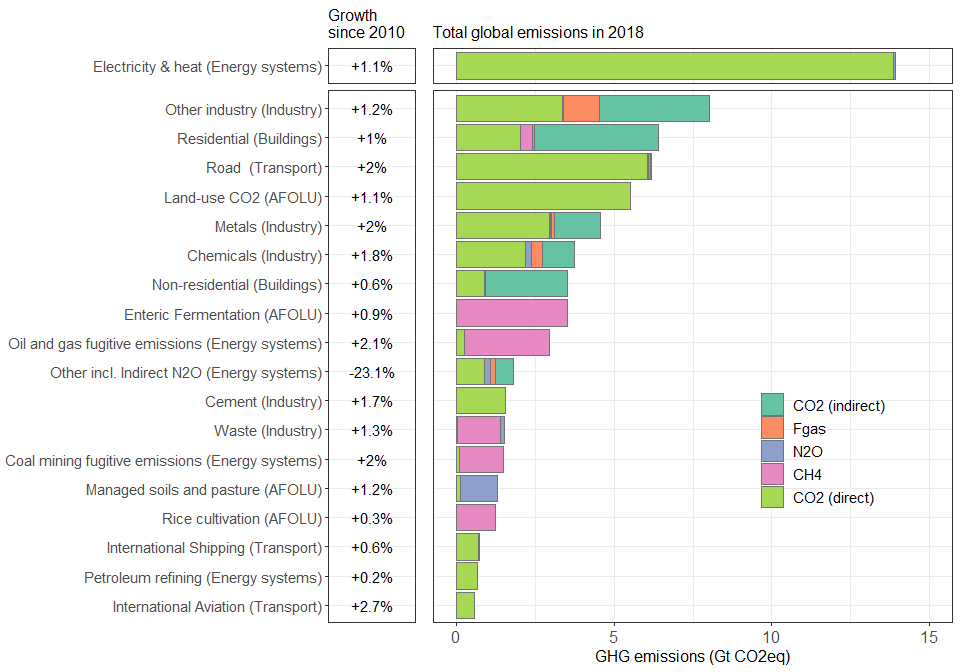 Growth
since 2010
Total global emissions in 2018
Electricity & heat (Energy systems) +1.1%
Other industry (Industry) +1.2%
Residential (Buildings) +1%
Road  (Transport) +2%
Land-use CO2 (AFOLU) +1.1%
Metals (Industry) +2%
Chemicals (Industry) +1.8%
Non-residential (Buildings) +0.6%
Enteric Fermentation (AFOLU) +0.9%
Oil and gas fugitive emissions (Energy systems) +2.1%
Other incl. Indirect N2O (Energy systems) -23.1%
Cement (Industry) +1.7%
Waste (Industry) +1.3%
Coal mining fugitive emissions (Energy systems) +2%
Managed soils and pasture (AFOLU) +1.2%
Rice cultivation (AFOLU) +0.3%
International Shipping (Transport) +0.6%
Petroleum refining (Energy systems) +0.2%
International Aviation (Transport) +2.7%
CO2 (indirect)
Fgas
N2O
CH4
CO2 (direct)
0 5 10 15
GHG emissions (Gt CO2eq)